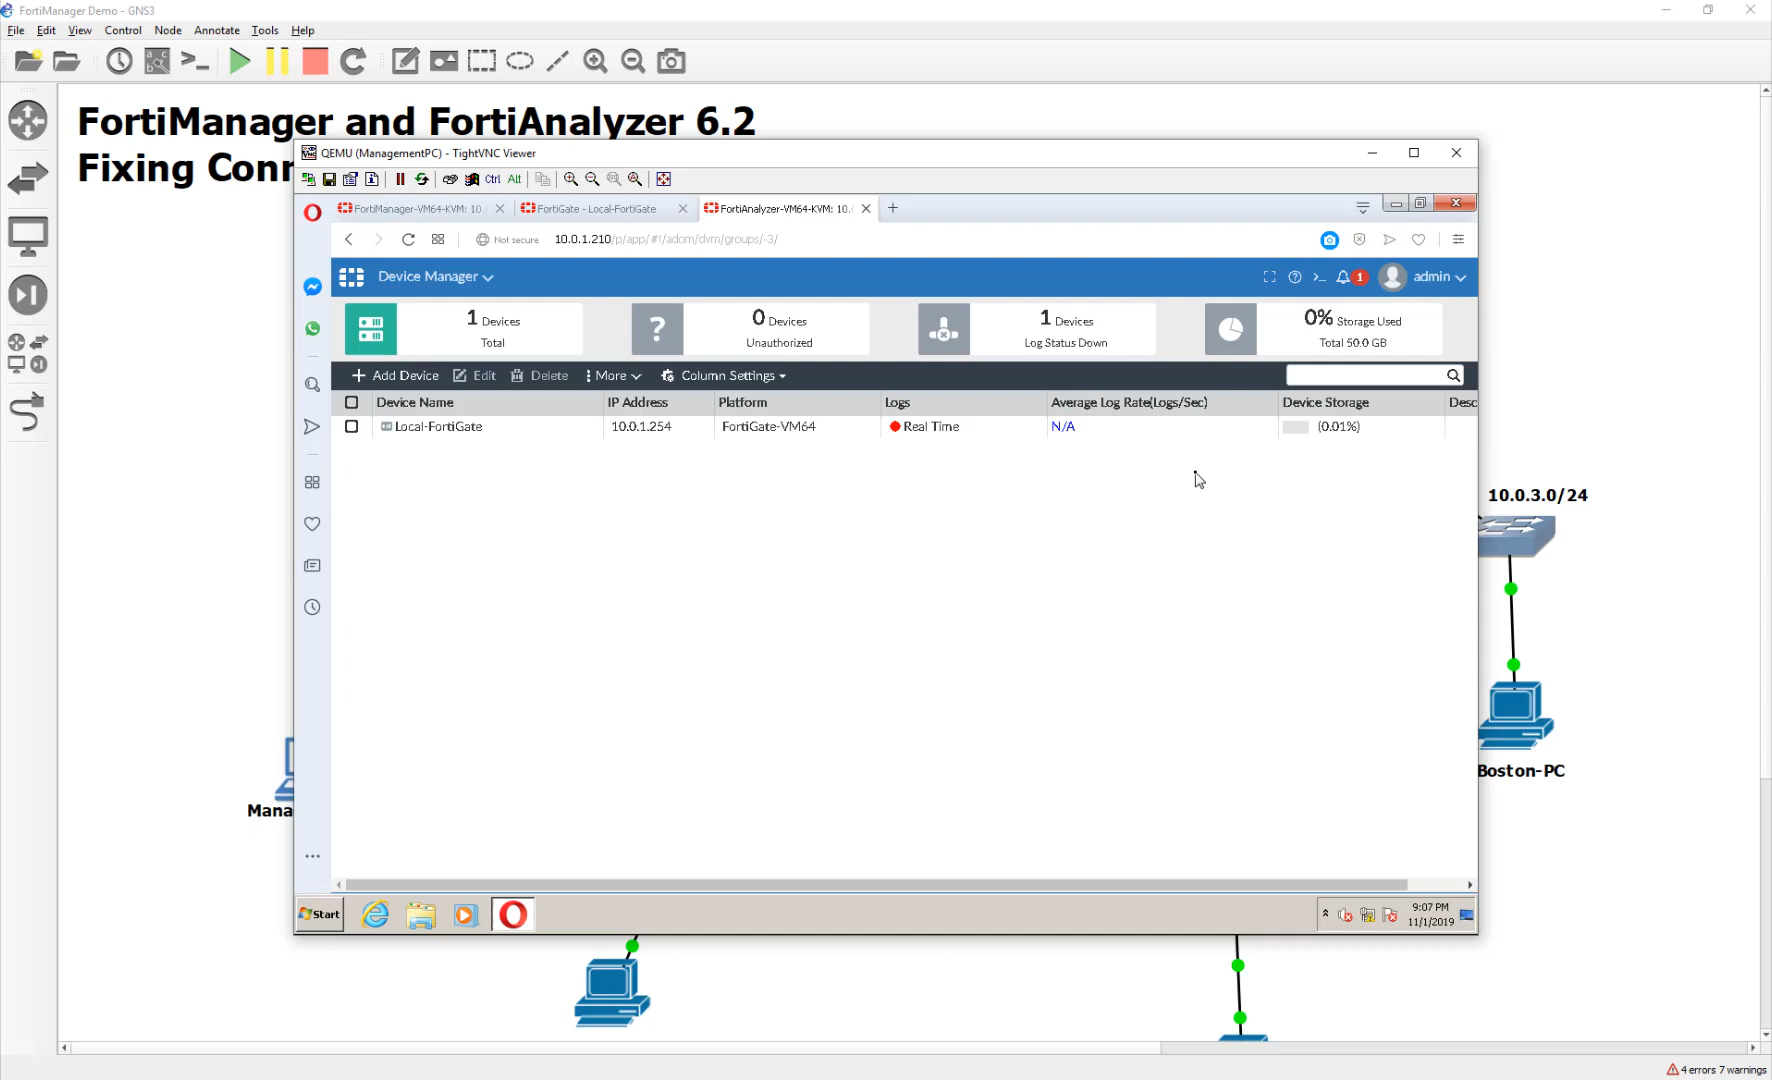 FortiManager Demo - GNS3
File Edit View Control Node Annotate Tools Help
FortiManager and FortiAnalyzer 6.2
Fixing Conn
QEMU (ManagementPC) - TightVNC Viewer
Ctrl Alt
FortiManager-VM64-KVM: 10. FortiGate - Local-FortiGate FortiAnalyzer-VM64-KVM: 10.
Not secure 10.0.1.210/p/app/#!/adom/dvm/groups/-3/
Device Manager 1 admin
1 Devices
Total
0 Devices
Unauthorized
1 Devices
Log Status Down
0% Storage Used
Total 50.0 GB
Add Device Edit Delete More Column Settings
Device Name IP Address Platform Logs Average Log Rate(Logs/Sec) Device Storage Desc
Local-FortiGate 10.0.1.254 FortiGate-VM64 Real Time N/A (0.01%)
10.0.3.0/24
Boston-PC
Mana
Start
9:07 PM
11/1/2019
4 errors 7 warnings